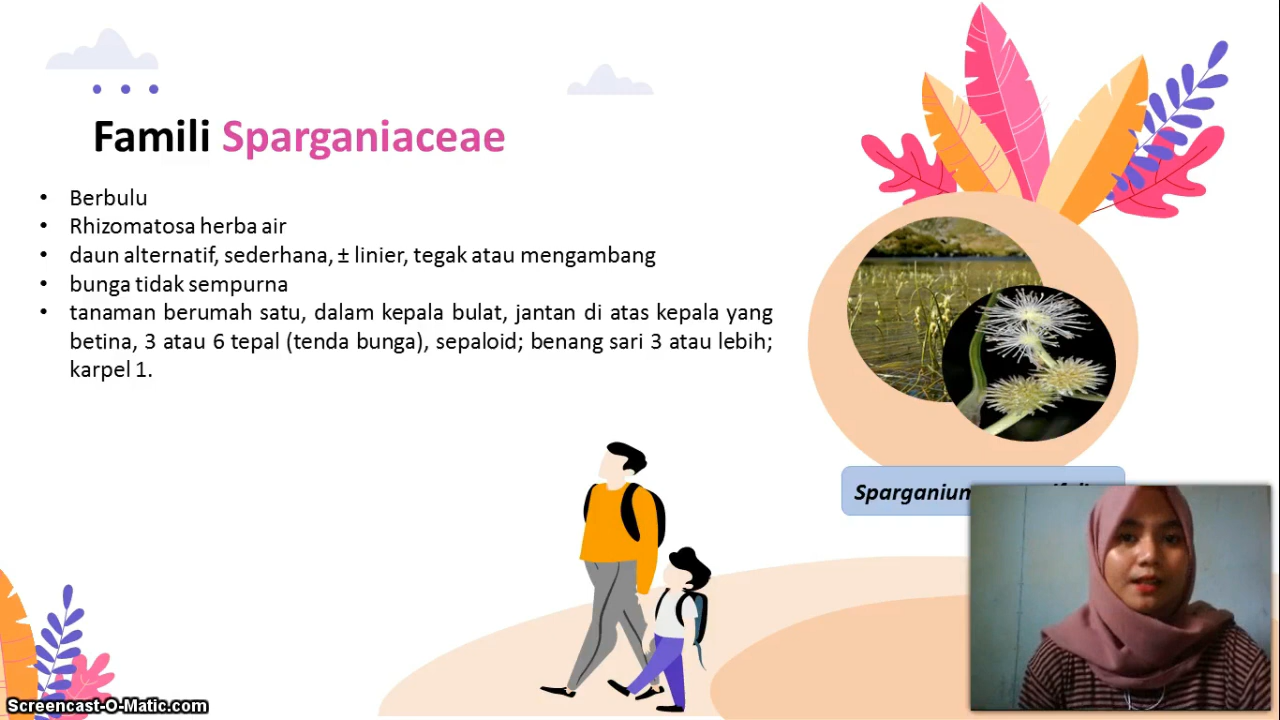 Famili Sparganiaceae
• Berbulu
• Rhizomatosa herba air
• daun alternatif, sederhana, ± linier, tegak atau mengambang
• bunga tidak sempurna
• tanaman berumah satu, dalam kepala bulat, jantan di atas kepala yang
betina, 3 atau 6 tepal (tenda bunga), sepaloid; benang sari 3 atau lebih;
karpel 1.
Screencast-O-Matic.com